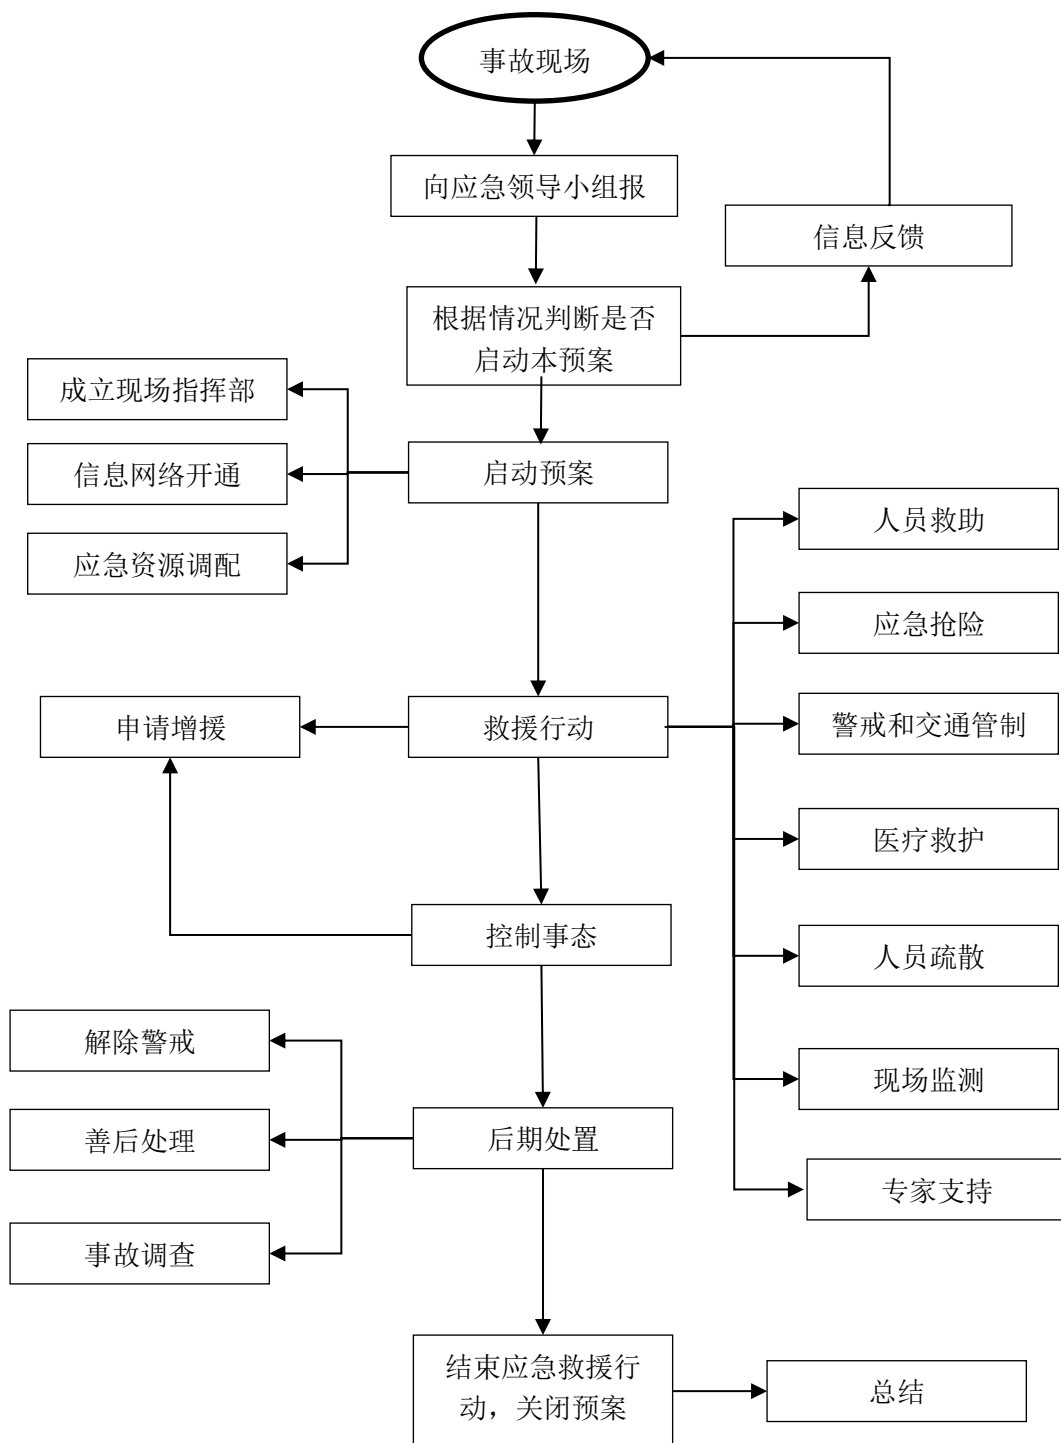 事故现场
向应急领导小组报
信息反馈
根据情况判断是否
启动本预案
成立现场指挥部
信息网络开通
应急资源调配
启动预案
人员救助
应急抢险
警戒和交通管制
医疗救护
人员疏散
现场监测
专家支持
申请增援
救援行动
控制事态
解除警戒
善后处理
事故调查
后期处置
结束应急救援行
动，关闭预案
总结